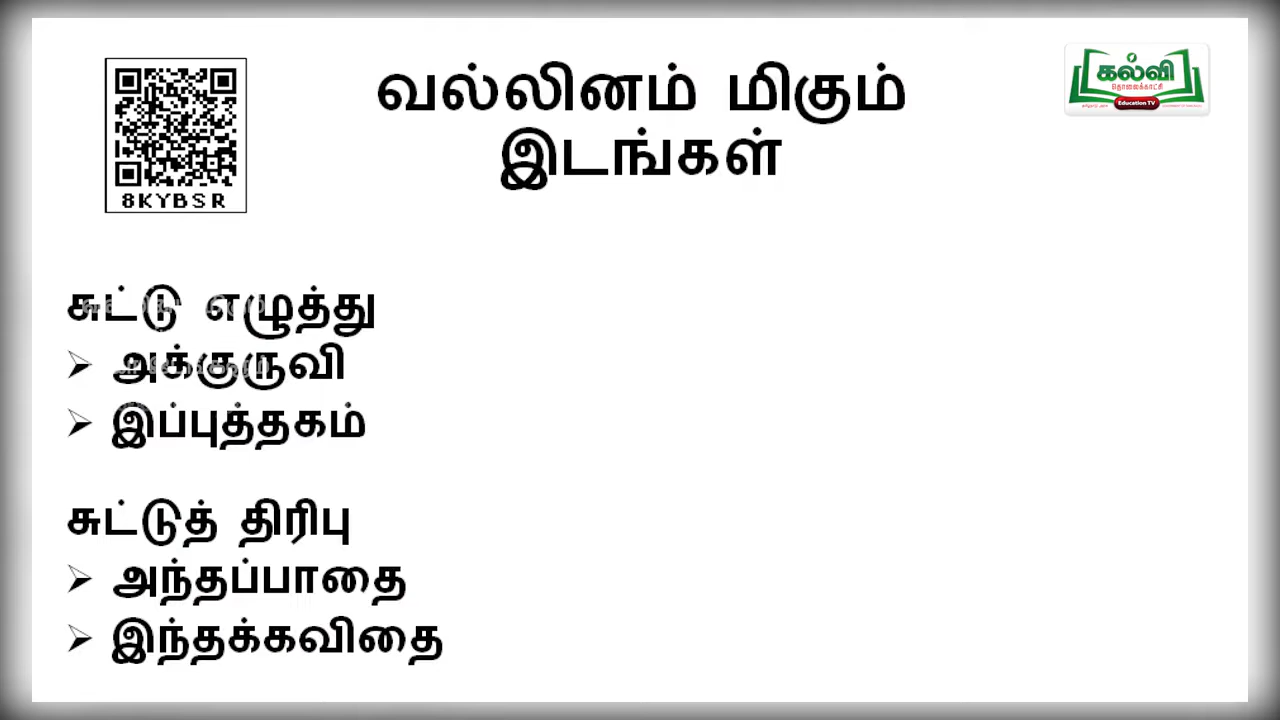 வல்லினம் மிகும்
இடங்கள்
8KYBSR
கல்வி
தொலைக்காட்சி
Education TV
சுட்டு எழுத்து
➢ அக்குருவி
➢ இப்புத்தகம்
சுட்டுத் திரிபு
➢ அந்தப்பாதை
➢ இந்தக்கவிதை